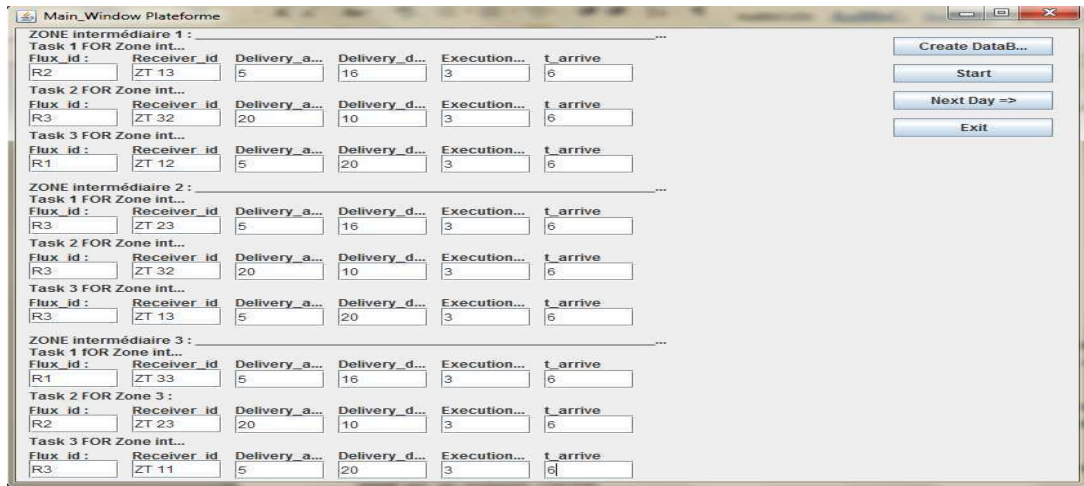 Main_Window Plateforme
ZONE intermédiaire 1 : ___...
Task 1 FOR Zone int...
Flux_id : Receiver_id Delivery_a... Delivery_d... Execution... t_arrive
R2 ZT 13 5 16 3 6
Task 2 FOR Zone int...
Flux_id : Receiver_id Delivery_a... Delivery_d... Execution... t_arrive
R3 ZT 32 20 10 3 6
Task 3 FOR Zone int...
Flux_id : Receiver_id Delivery_a... Delivery_d... Execution... t_arrive
R1 ZT 12 5 20 3 6
ZONE intermédiaire 2 : ___...
Task 1 FOR Zone int...
Flux_id : Receiver_id Delivery_a... Delivery_d... Execution... t_arrive
R3 ZT 23 5 16 3 6
Task 2 FOR Zone int...
Flux_id : Receiver_id Delivery_a... Delivery_d... Execution... t_arrive
R3 ZT 32 20 10 3 6
Task 3 FOR Zone int...
Flux_id : Receiver_id Delivery_a... Delivery_d... Execution... t_arrive
R3 ZT 13 5 20 3 6
ZONE intermédiaire 3 : ___...
Task 1 fOR Zone int...
Flux_id : Receiver_id Delivery_a... Delivery_d... Execution... t_arrive
R1 ZT 33 5 16 3 6
Task 2 FOR Zone 3 :
Flux_id : Receiver_id Delivery_a... Delivery_d... Execution... t_arrive
R2 ZT 23 20 10 3 6
Task 3 FOR Zone int...
Flux_id : Receiver_id Delivery_a... Delivery_d... Execution... t_arrive
R3 ZT 11 5 20 3 6
Create DataB...
Start
Next Day =>
Exit